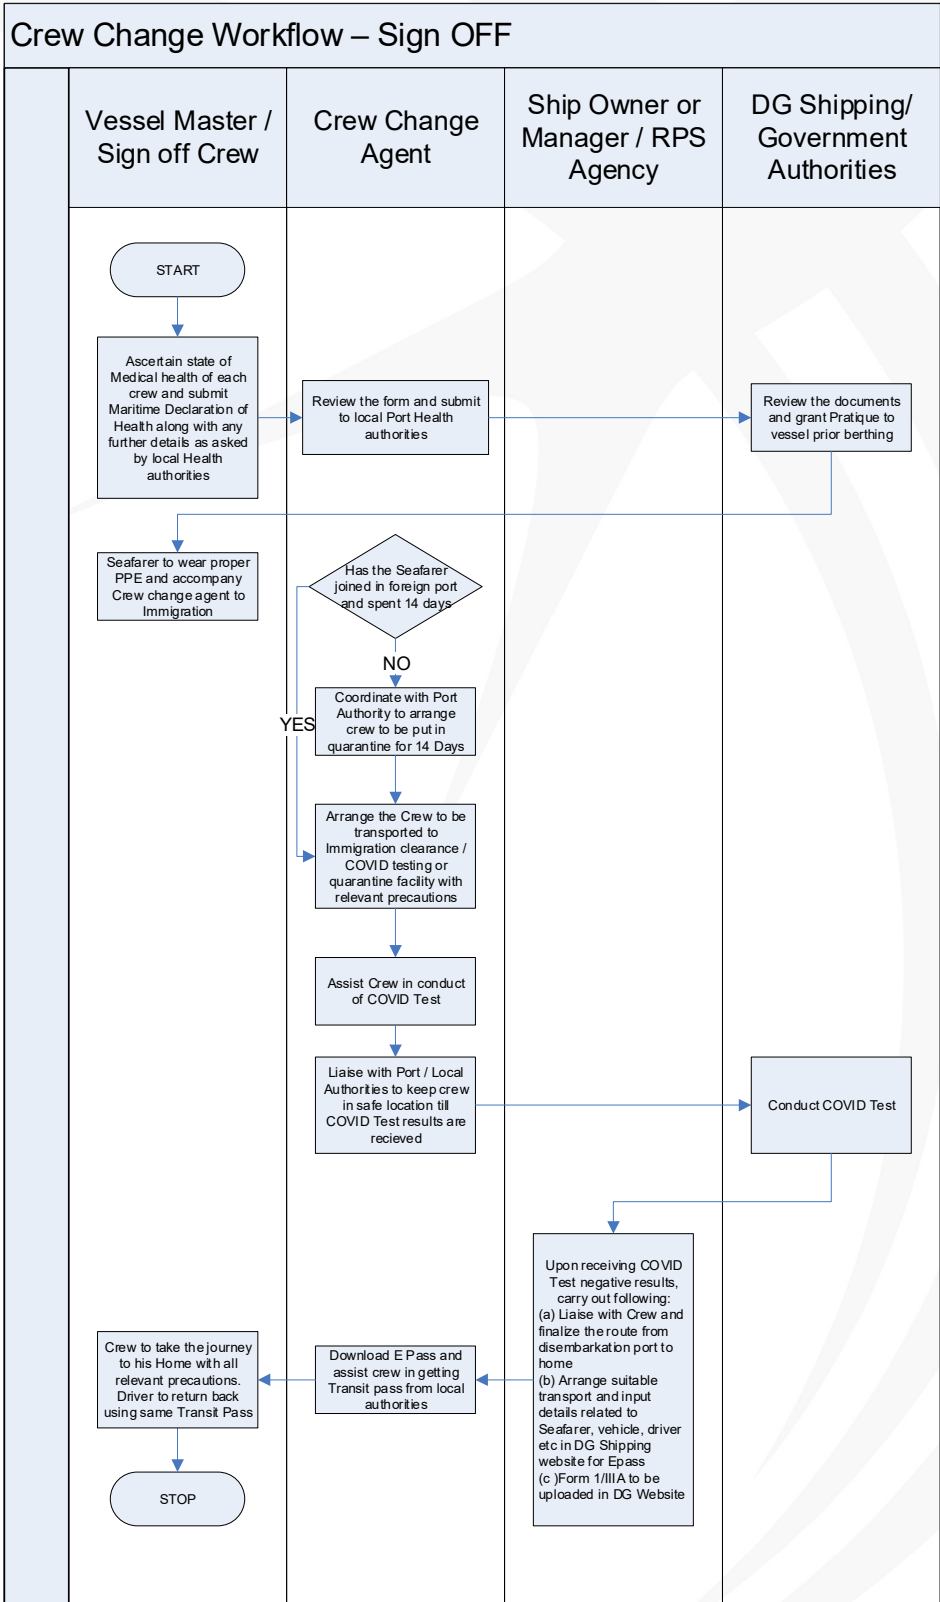 Crew Change Workflow – Sign OFF
Vessel Master /
Sign off Crew
Crew Change
Agent
Ship Owner or
Manager / RPS
Agency
DG Shipping/
Government
Authorities
START
Ascertain state of
Medical health of each
crew and submit
Maritime Declaration of
Health along with any
further details as asked
by local Health
authorities
Review the form and submit
to local Port Health
authorities
Review the documents
and grant Pratique to
vessel prior berthing
Seafarer to wear proper
PPE and accompany
Crew change agent to
Immigration
Has the Seafarer
joined in foreign port
and spent 14 days
NO
YES
Coordinate with Port
Authority to arrange
crew to be put in
quarantine for 14 Days
Arrange the Crew to be
transported to
Immigration clearance /
COVID testing or
quarantine facility with
relevant precautions
Assist Crew in conduct
of COVID Test
Liaise with Port / Local
Authorities to keep crew
in safe location till
COVID Test results are
recieved
Conduct COVID Test
Upon receiving COVID
Test negative results,
carry out following:
(a) Liaise with Crew and
finalize the route from
disembarkation port to
home
(b) Arrange suitable
transport and input
details related to
Seafarer, vehicle, driver
etc in DG Shipping
website for Epass
(c )Form 1/IIIA to be
uploaded in DG Website
Download E Pass and
assist crew in getting
Transit pass from local
authorities
Crew to take the journey
to his Home with all
relevant precautions.
Driver to return back
using same Transit Pass
STOP